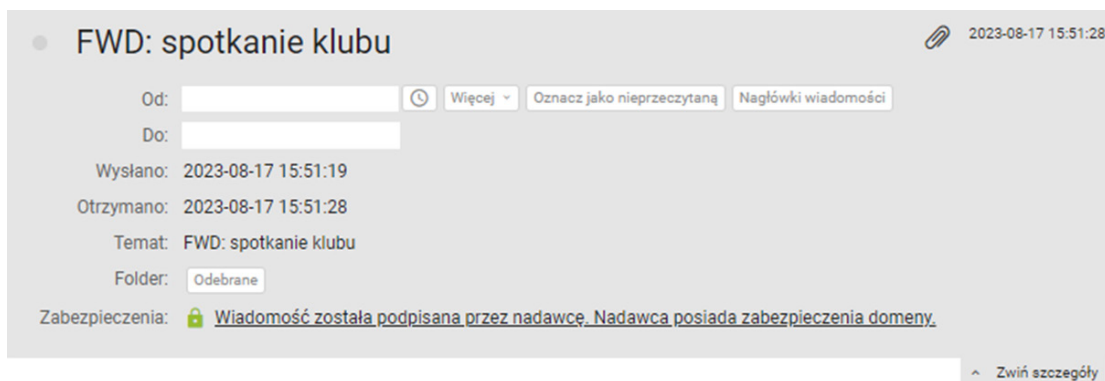 FWD: spotkanie klubu
2023-08-17 15:51:28
Od:
Więcej Oznacz jako nieprzeczytaną Nagłówki wiadomości
Do:
Wysłano: 2023-08-17 15:51:19
Otrzymano: 2023-08-17 15:51:28
Temat: FWD: spotkanie klubu
Folder: Odebrane
Zabezpieczenia: Wiadomość została podpisana przez nadawcę. Nadawca posiada zabezpieczenia domeny.
Zwiń szczegóły